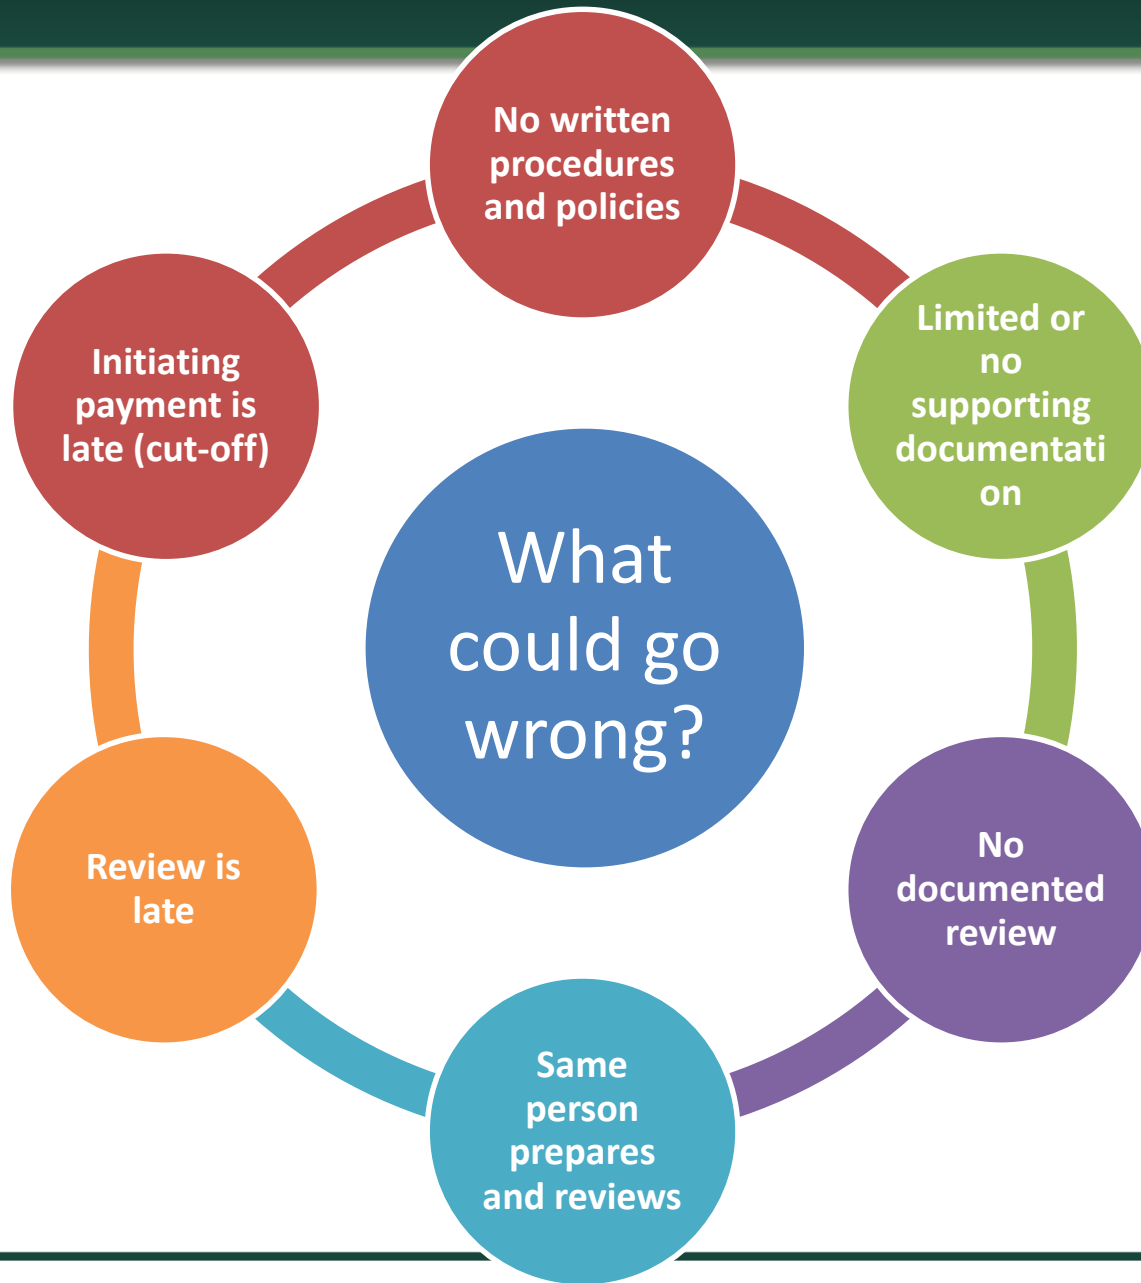 No written
procedures
and policies
Limited or
no
supporting
documentati
on
No
documented
review
Same
person
prepares
and reviews
Review is
late
Initiating
payment is
late (cut-off)
What
could go
wrong?